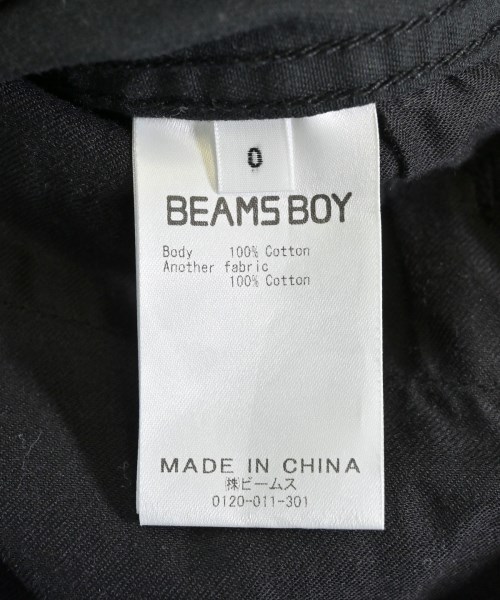 0
BEAMS BOY
Body 100% Cotton
Another fabric
100% Cotton
MADE IN CHINA
㈱ビームス
0120-011-301